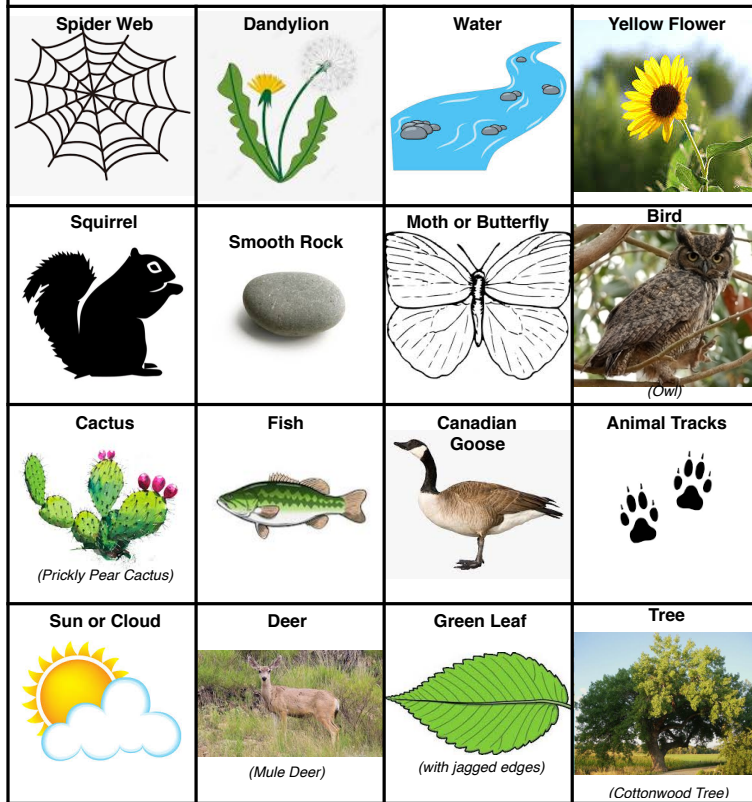 Spider Web
Dandylion
Water
Yellow Flower
Squirrel
Smooth Rock
Moth or Butterfly
Bird
(Owl)
Cactus
(Prickly Pear Cactus)
Fish
Canadian
Goose
Animal Tracks
Sun or Cloud
Deer
(Mule Deer)
Green Leaf
(with jagged edges)
Tree
(Cottonwood Tree)